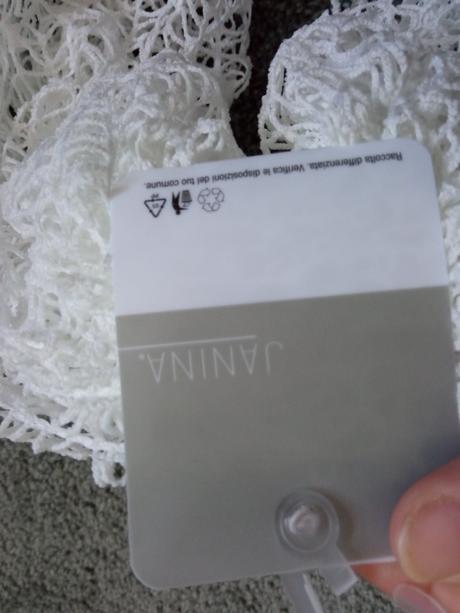 JANINA.
Raccolta differenziata. Verifica le disposizioni del tuo comune.